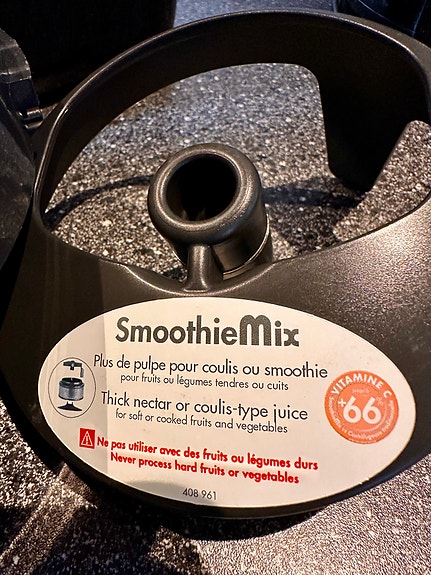 SmoothieMix
Plus de pulpe pour coulis ou smoothie
pour fruits ou légumes tendres ou cuits
Thick nectar or coulis-type juice
for soft or cooked fruits and vegetables
Ne pas utiliser avec des fruits ou légumes durs
Never process hard fruits or vegetables
408 961
VITAMINE C
+66